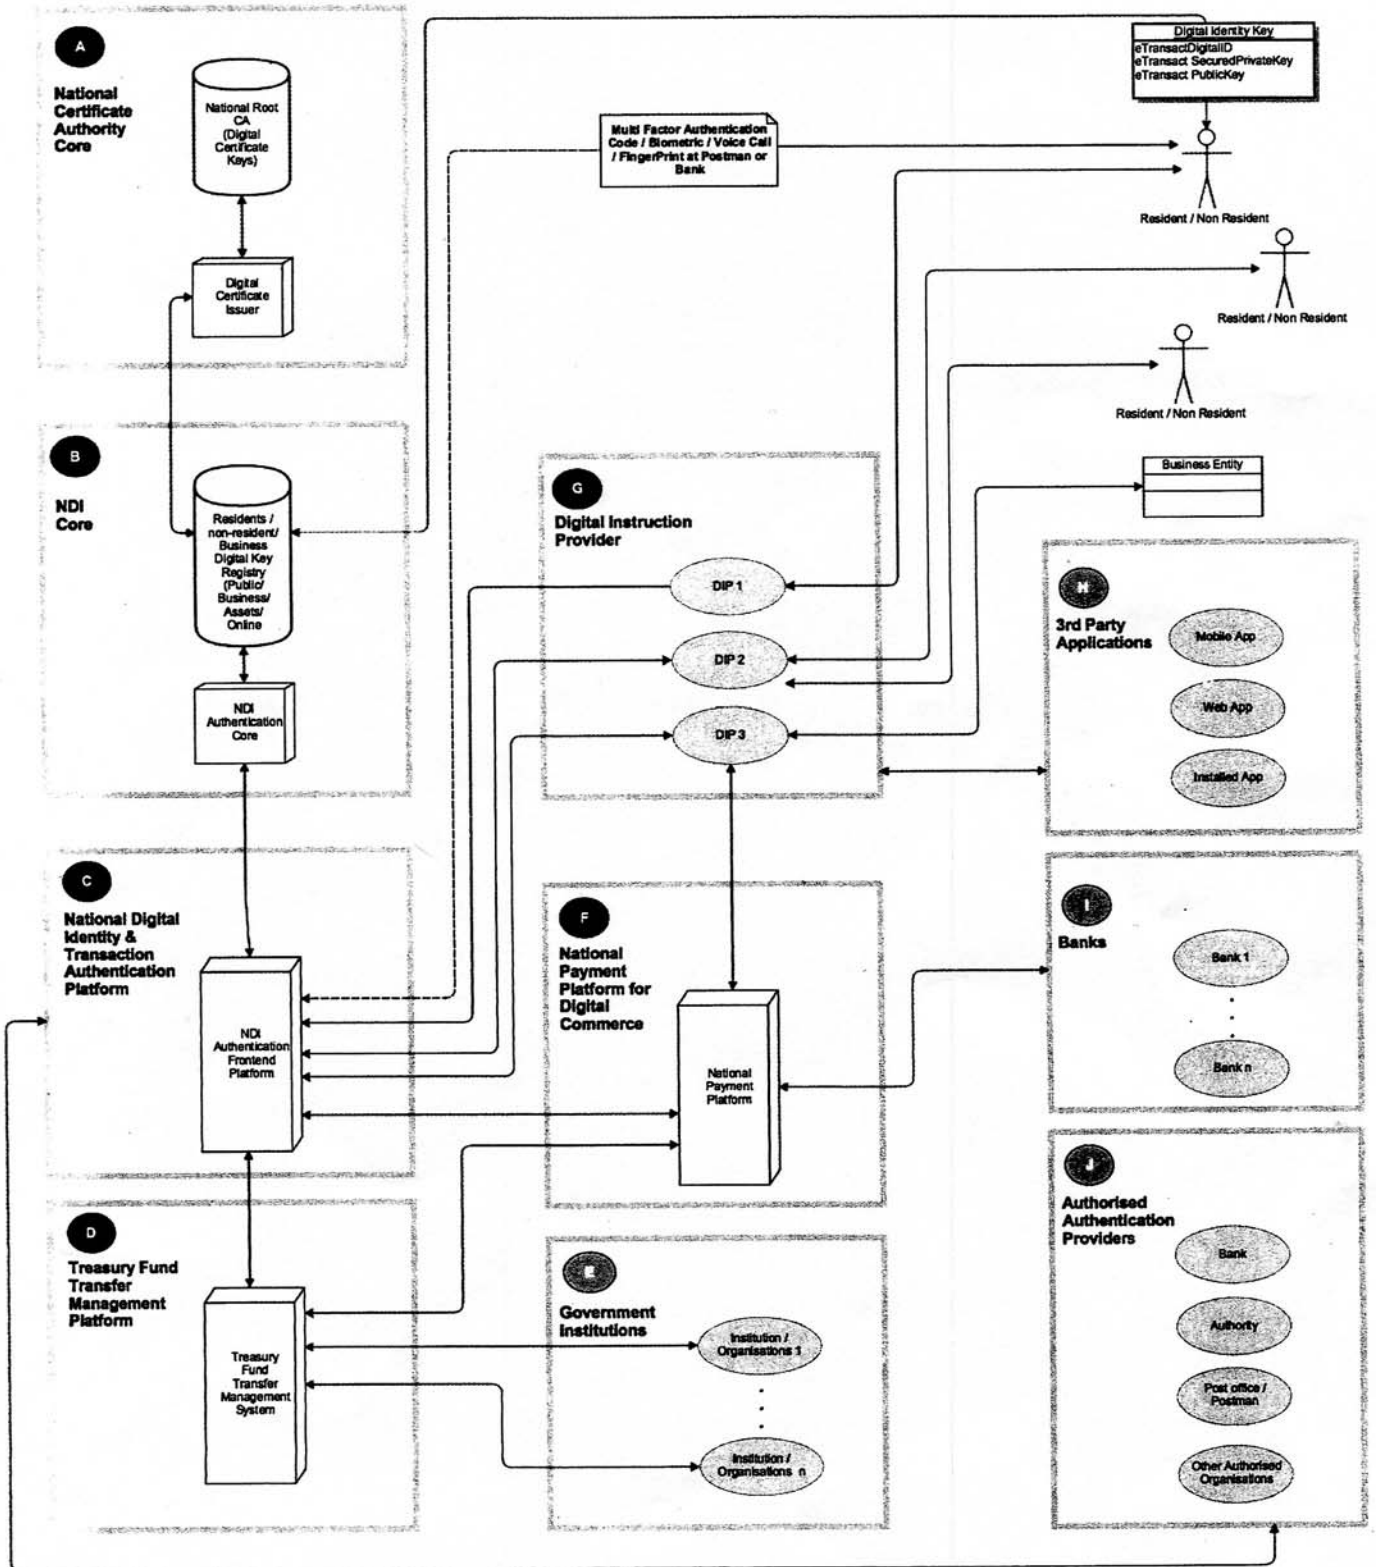 A
National
Certificate
Authority
Core
National Root
CA
(Digital
Certificate
Keys)
Digital
Certificate
Issuer
Digital Identity Key
eTransactDigitalID
eTransact SecuredPrivateKey
eTransact PublicKey
Multi Factor Authentication
Code / Biometric / Voice Call
/ FingerPrint at Postman or
Bank
Resident / Non Resident
Resident / Non Resident
Resident / Non Resident
B
NDI
Core
Residents /
non-resident/
Business
Digital Key
Registry
(Public/
Business/
Assets/
Online
NDI
Authentication
Core
G
Digital Instruction
Provider
DIP 1
DIP 2
DIP 3
Business Entity
H
3rd Party
Applications
Mobile App
Web App
Installed App
C
National Digital
Identity &
Transaction
Authentication
Platform
NDI
Authentication
Frontend
Platform
F
National
Payment
Platform for
Digital
Commerce
National
Payment
Platform
I
Banks
Bank 1
Bank n
D
Treasury Fund
Transfer
Management
Platform
Treasury
Fund
Transfer
Management
System
E
Government
Institutions
Institution /
Organisations 1
Institution /
Organisations n
J
Authorised
Authentication
Providers
Bank
Authority
Post office /
Postman
Other Authorised
Organisations